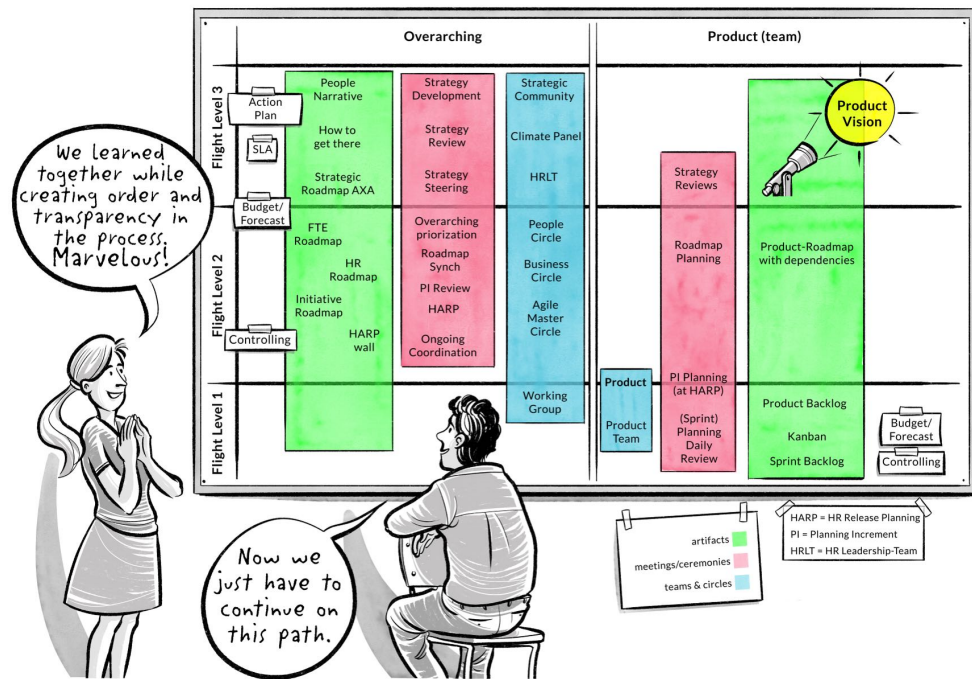 Overarching
Product (team)
Flight Level 3
Flight Level 2
Flight Level 1
Action
Plan
SLA
Budget/
Forecast
Controlling
People
Narrative
How to
get there
Strategic
Roadmap AXA
FTE
Roadmap
HR
Roadmap
Initiative
Roadmap
HARP
wall
Strategy
Development
Strategy
Review
Strategy
Steering
Overarching
priorization
Roadmap
Synch
PI Review
HARP
Ongoing
Coordination
Strategic
Community
Climate Panel
HRLT
People
Circle
Business
Circle
Agile
Master
Circle
Working
Group
Product
Product
Team
Strategy
Reviews
Roadmap
Planning
PI Planning
(at HARP)
(Sprint)
Planning
Daily
Review
Product
Vision
Product-Roadmap
with dependencies
Product Backlog
Kanban
Sprint Backlog
Budget/
Forecast
Controlling
We learned
together while
creating order and
transparency in
the process.
Marvelous!
Now we
just have to
continue on
this path.
artifacts
meetings/ceremonies
teams & circles
HARP = HR Release Planning
PI = Planning Increment
HRLT = HR Leadership-Team